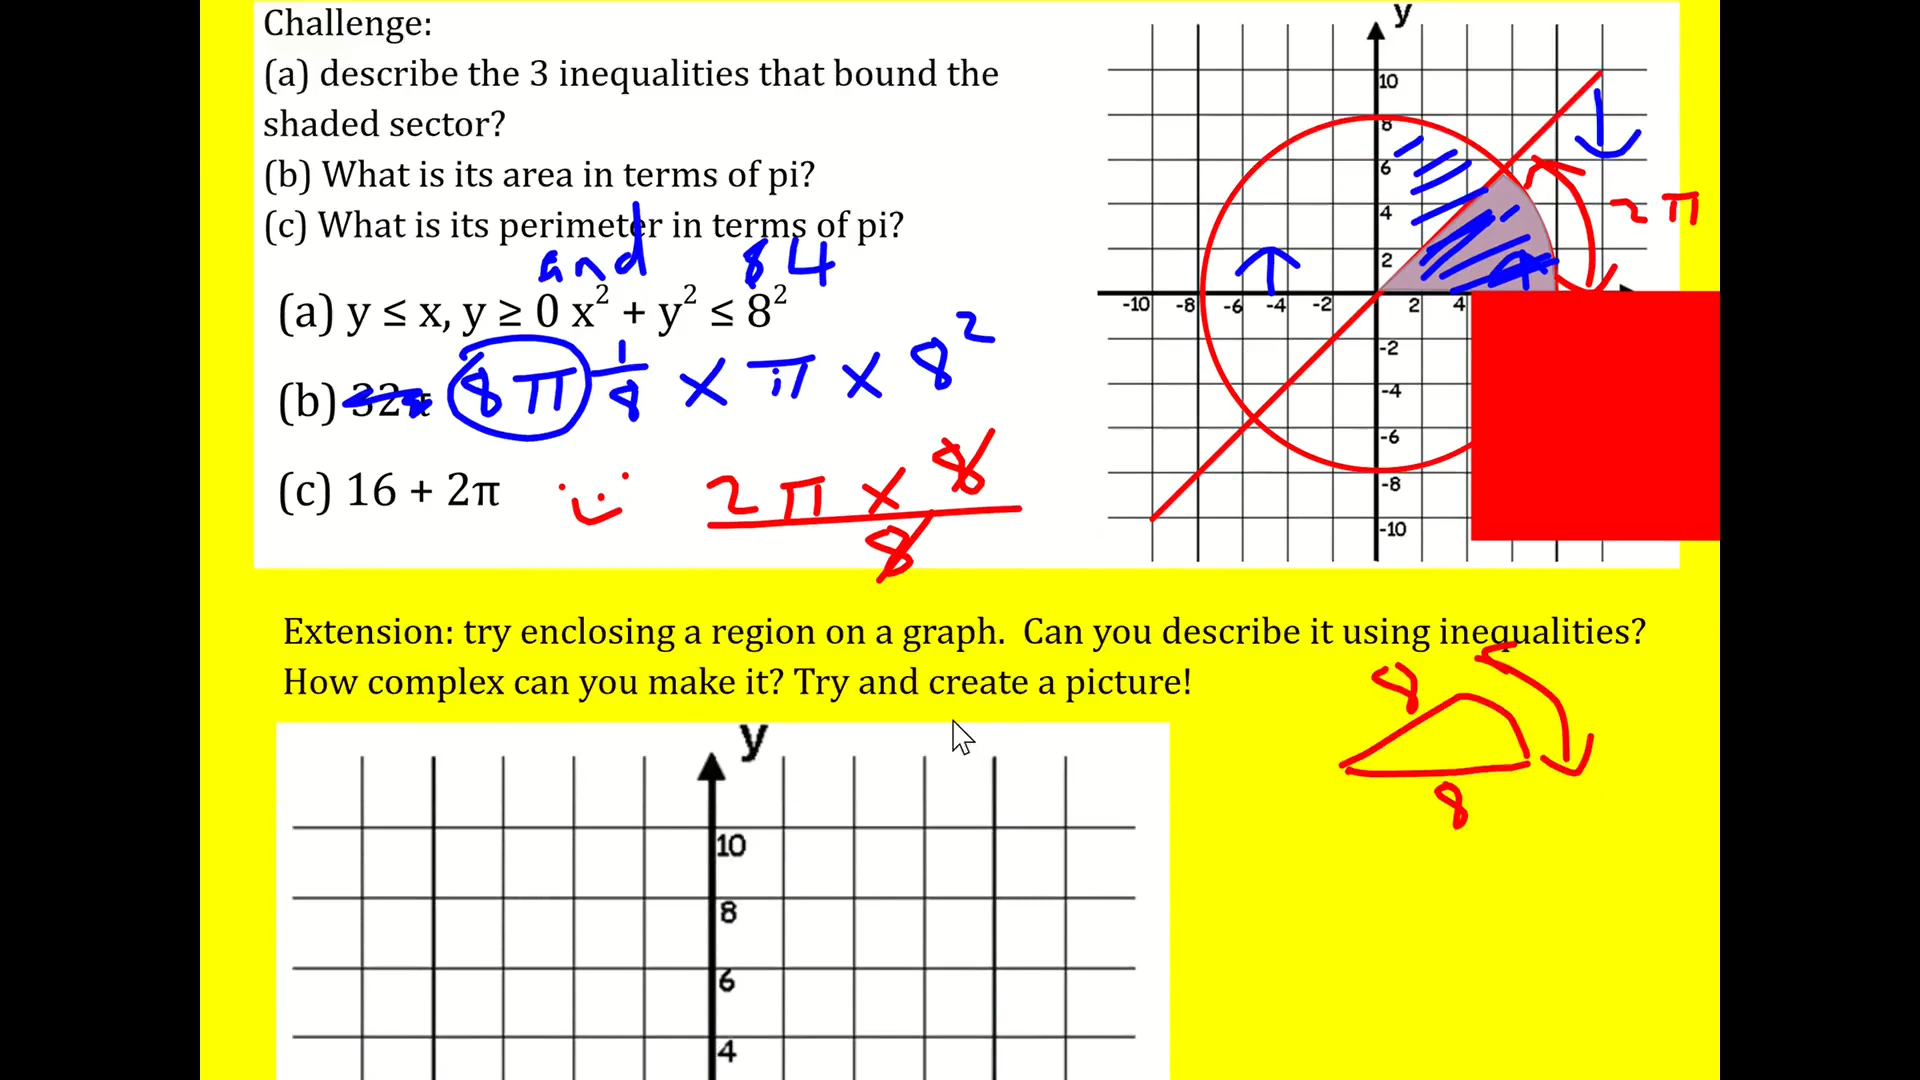 Challenge:
(a) describe the 3 inequalities that bound the
shaded sector?
(b) What is its area in terms of pi?
(c) What is its perimeter in terms of pi?
and 84
(a) y ≤ x, y ≥ 0 x² + y² ≤ 8²
(b) 32π 8π 1/8 × π × 8²
(c) 16 + 2π 2π × 8 / 8
y
10
8
6
4
2
-10 -8 -6 -4 -2 2 4
-2
-4
-6
-8
-10
2π
Extension: try enclosing a region on a graph. Can you describe it using inequalities?
How complex can you make it? Try and create a picture!
8
8
y
10
8
6
4